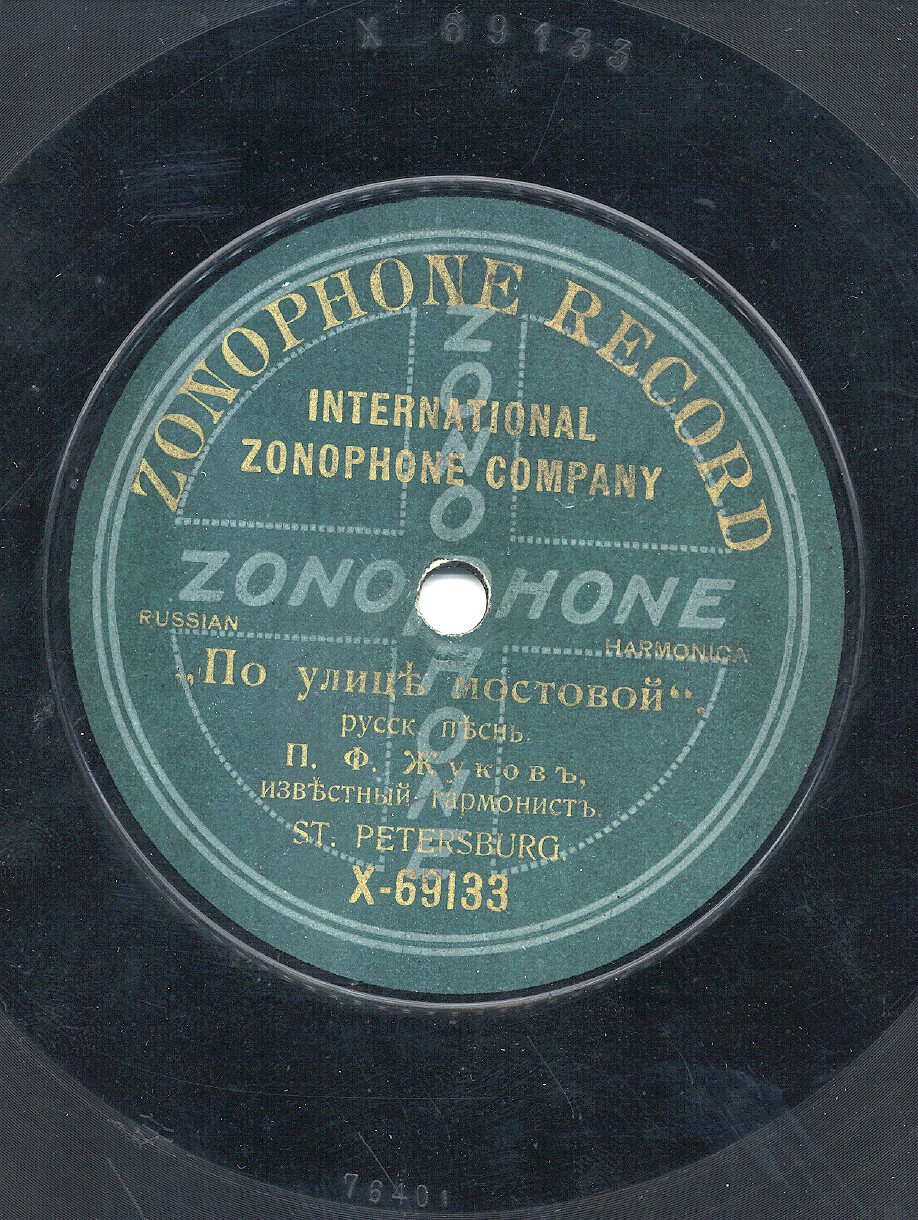 X 69133
ZONOPHONE RECORD
INTERNATIONAL
ZONOPHONE COMPANY
ZONOPHONE
ZONOPHONE
RUSSIAN
HARMONICA
„По улицѣ мостовой“.
русск. пѣснь.
П. Ф. Жуковъ,
извѣстный гармонистъ.
ST. PETERSBURG.
X-69133